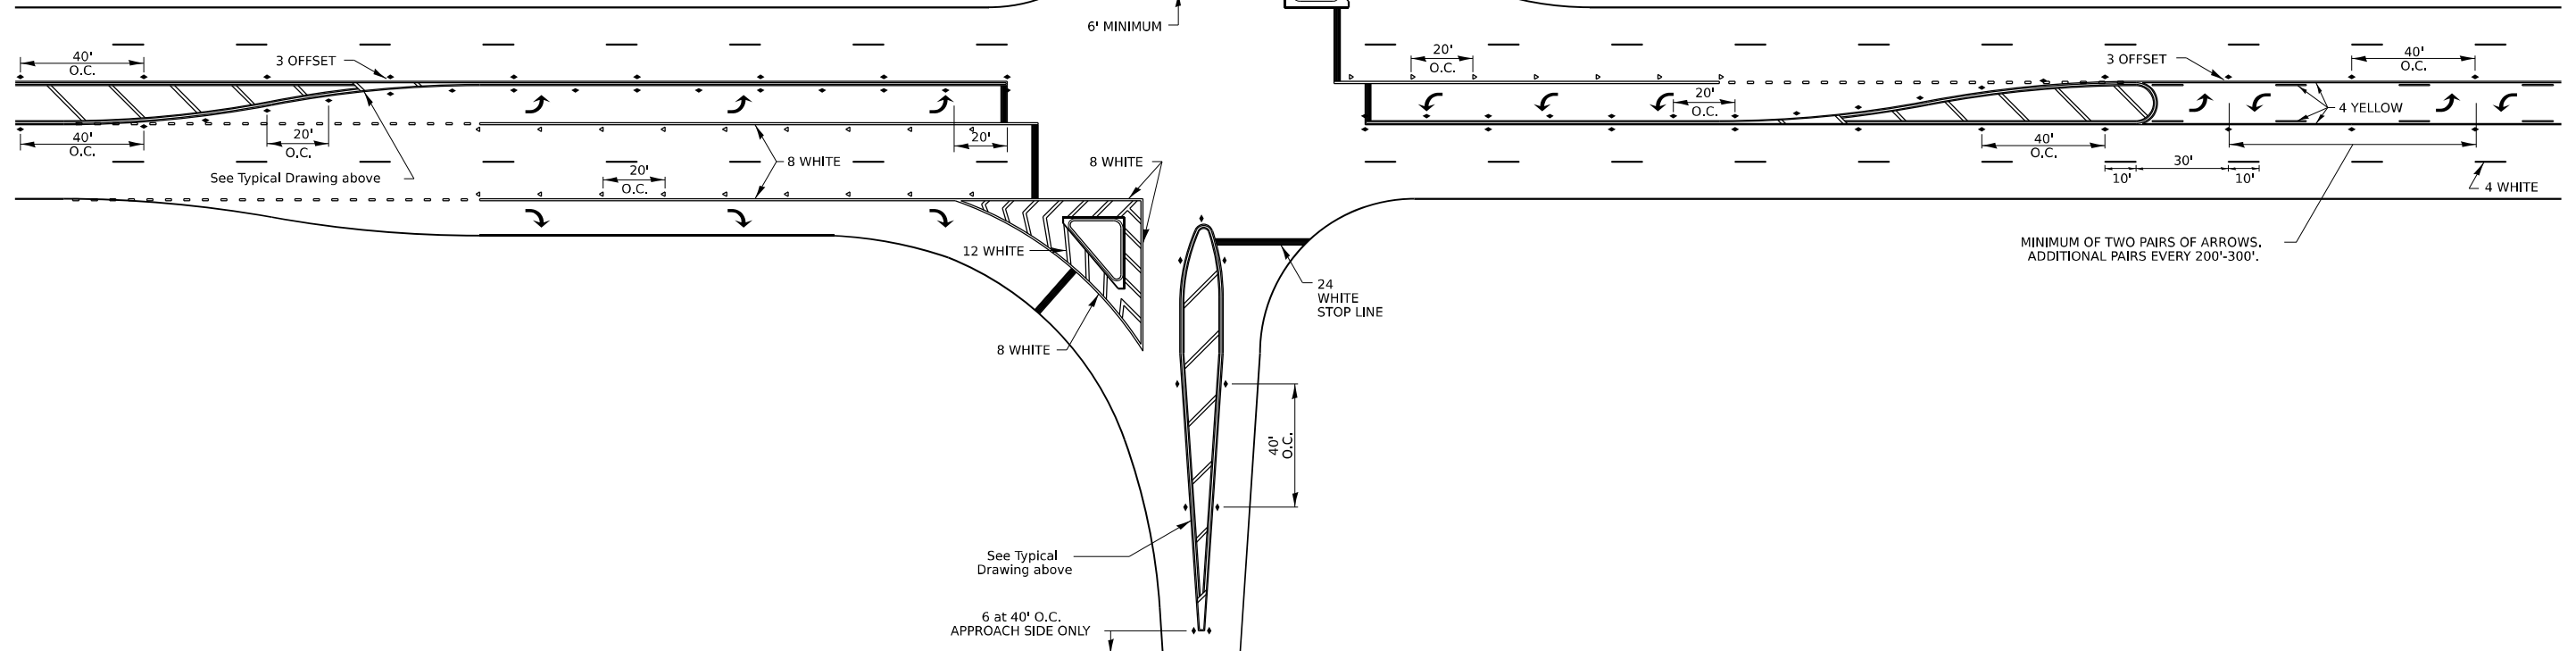 6' MINIMUM
40'
O.C.
3 OFFSET
20'
O.C.
3 OFFSET
40'
O.C.
20'
O.C.
4 YELLOW
40'
O.C.
20'
O.C.
20'
40'
O.C.
See Typical Drawing above
8 WHITE
8 WHITE
20'
O.C.
30'
10'
10'
4 WHITE
12 WHITE
MINIMUM OF TWO PAIRS OF ARROWS.
ADDITIONAL PAIRS EVERY 200'-300'.
24
WHITE
STOP LINE
8 WHITE
40'
O.C.
See Typical
Drawing above
6 at 40' O.C.
APPROACH SIDE ONLY